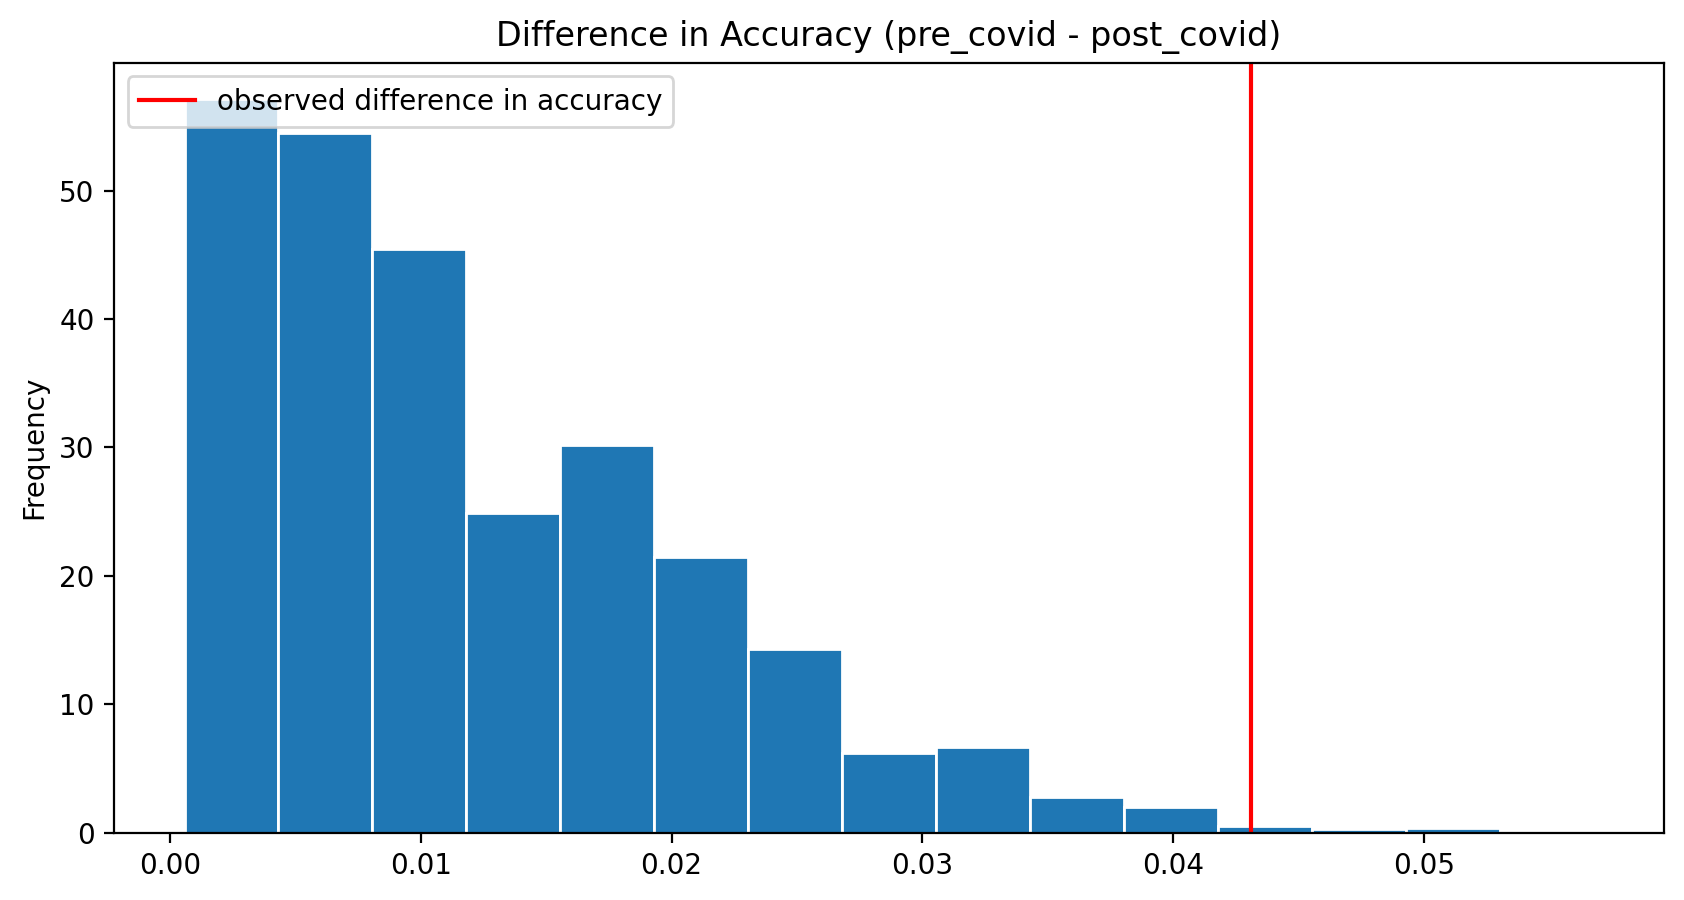 Difference in Accuracy (pre_covid - post_covid)
observed difference in accuracy
Frequency
50
40
30
20
10
0
0.00 0.01 0.02 0.03 0.04 0.05